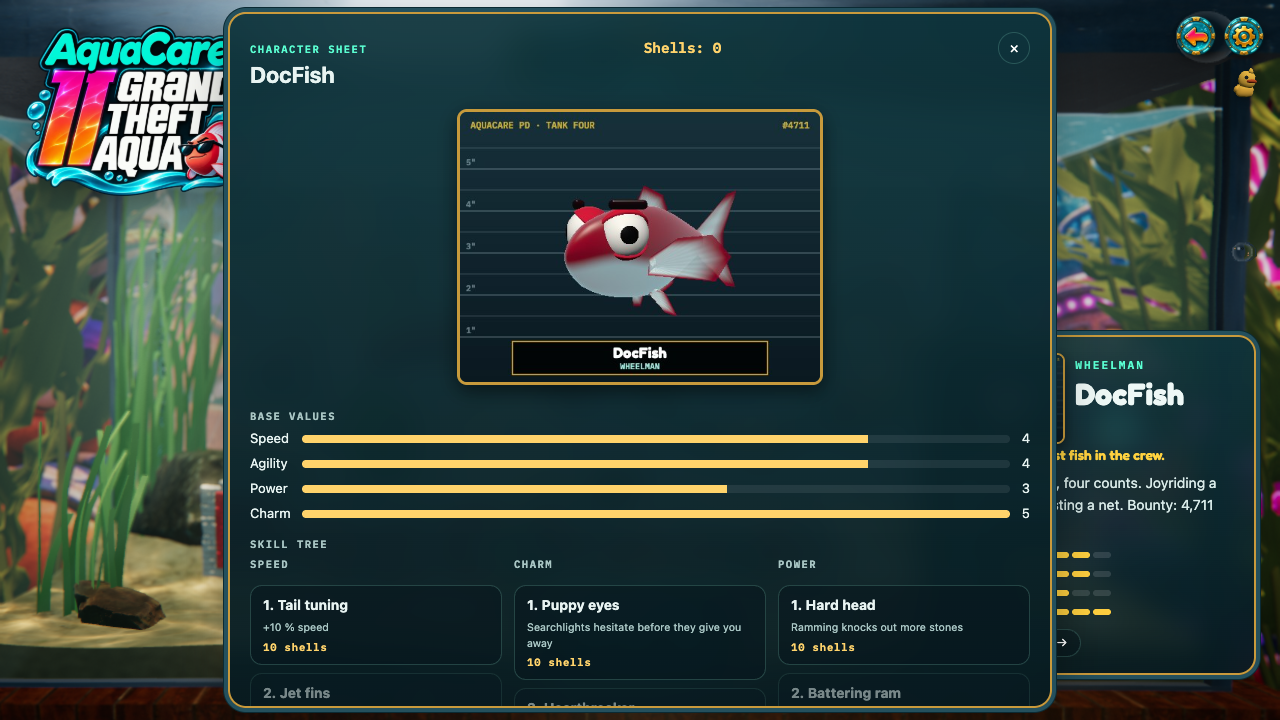 AquaCare
11 GRAND
THEFT
AQUA
CHARACTER SHEET
DocFish
Shells: 0
×
AQUACARE PD · TANK FOUR
#4711
5"
4"
3"
2"
1"
DocFish
WHEELMAN
BASE VALUES
Speed 4
Agility 4
Power 3
Charm 5
SKILL TREE
SPEED
1. Tail tuning
+10 % speed
10 shells
2. Jet fins
CHARM
1. Puppy eyes
Searchlights hesitate before they give you
away
10 shells
POWER
1. Hard head
Ramming knocks out more stones
10 shells
2. Battering ram
WHEELMAN
DocFish
st fish in the crew.
, four counts. Joyriding a
sting a net. Bounty: 4,711
→